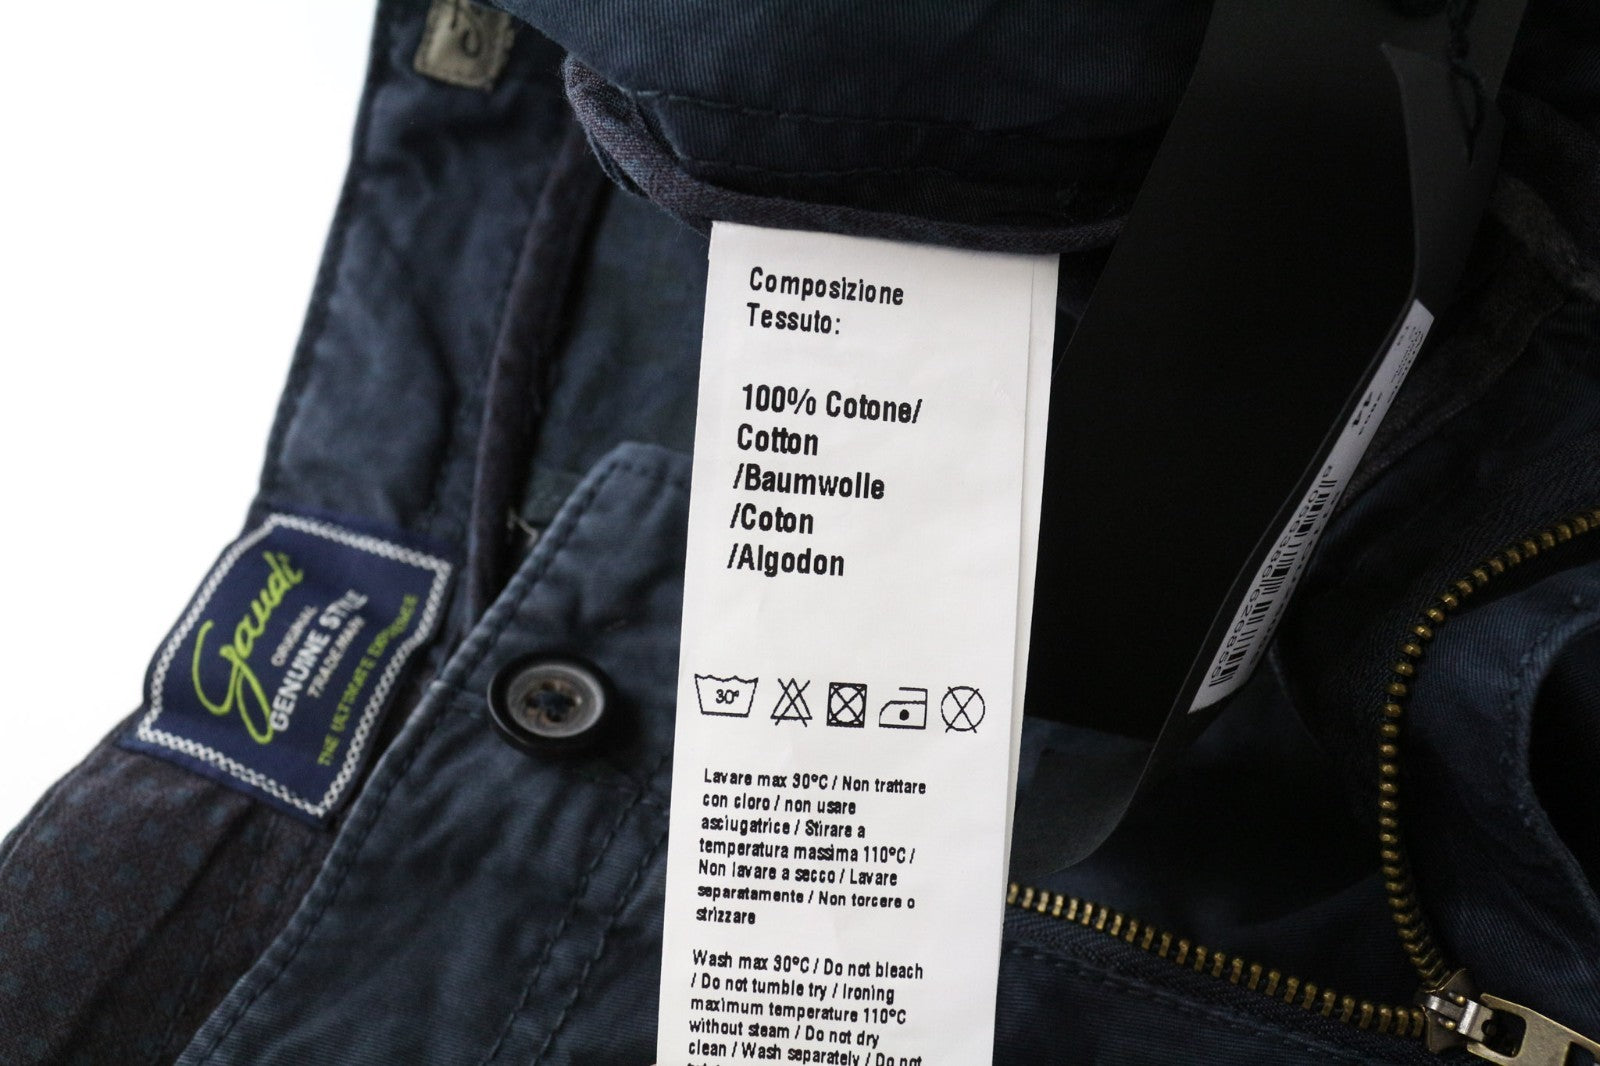 Gaudi
ORIGINAL
GENUINE STYLE
TRADEMARK
THE ULTIMATE EXPERIENCE
Composizione
Tessuto:
100% Cotone/
Cotton
/Baumwolle
/Coton
/Algodon
30°
Lavare max 30°C / Non trattare
con cloro / non usare
asciugatrice / Stirare a
temperatura massima 110°C /
Non lavare a secco / Lavare
separatamente / Non torcere o
strizzare
Wash max 30°C / Do not bleach
/ Do not tumble try / Ironing
maximum temperature 110°C
without steam / Do not dry
clean / Wash separately / Do not